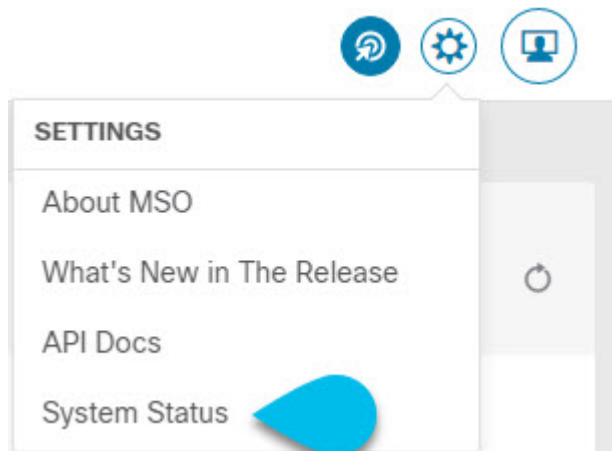 SETTINGS
About MSO
What's New in The Release
API Docs
System Status